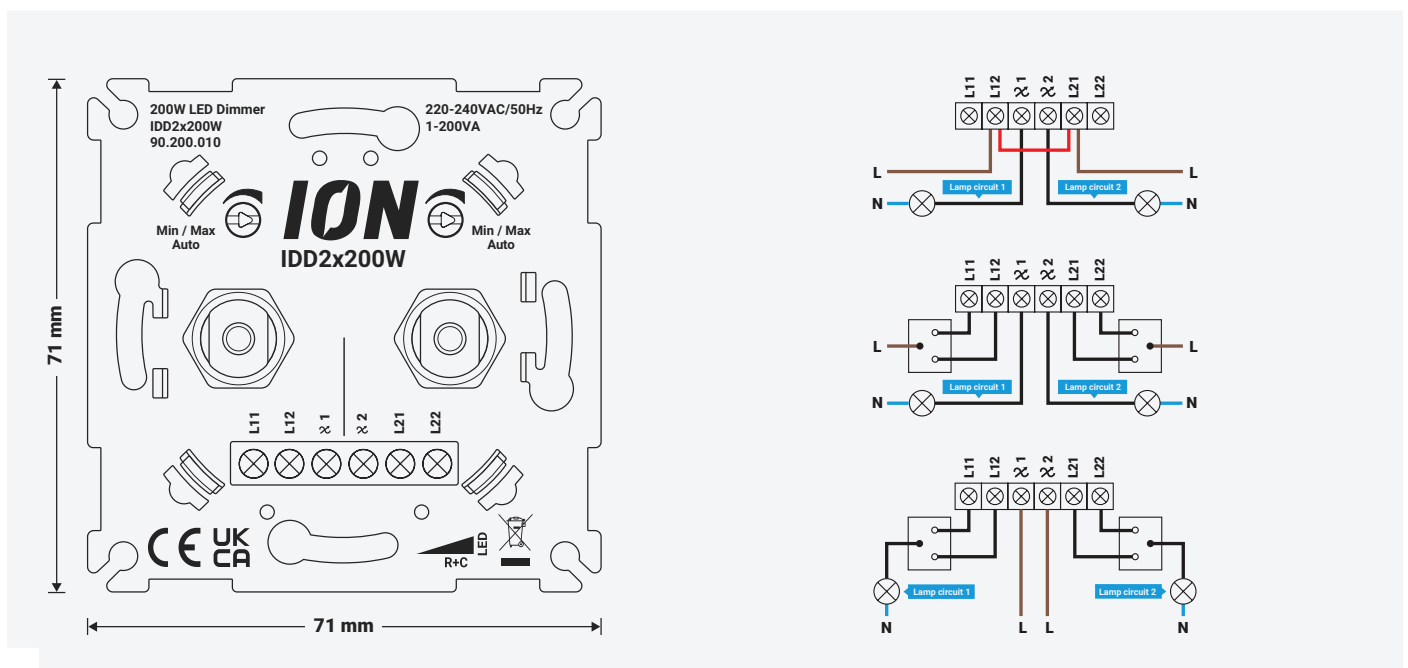 200W LED Dimmer
IDD2x200W
90.200.010
220-240VAC/50Hz
1-200VA
ION
IDD2x200W
Min / Max
Auto
Min / Max
Auto
L11 L12 1 2 L21 L22
CE UK
CA
R+C
LED
71 mm
71 mm
L11 L12 1 2 L21 L22
L L
Lamp circuit 1 Lamp circuit 2
N N
L11 L12 1 2 L21 L22
L L
Lamp circuit 1 Lamp circuit 2
N N
L11 L12 1 2 L21 L22
Lamp circuit 1 Lamp circuit 2
N L L N